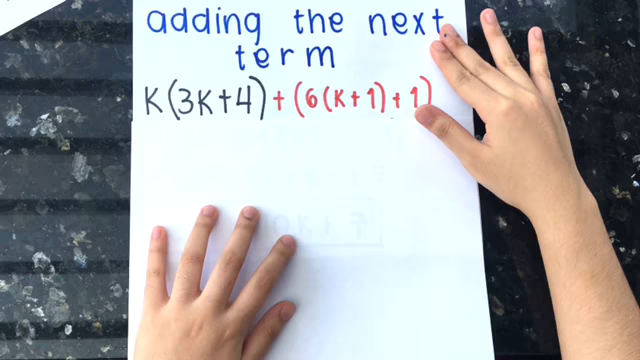 adding the next
term
K(3K+4)+(6(K+1)+1)